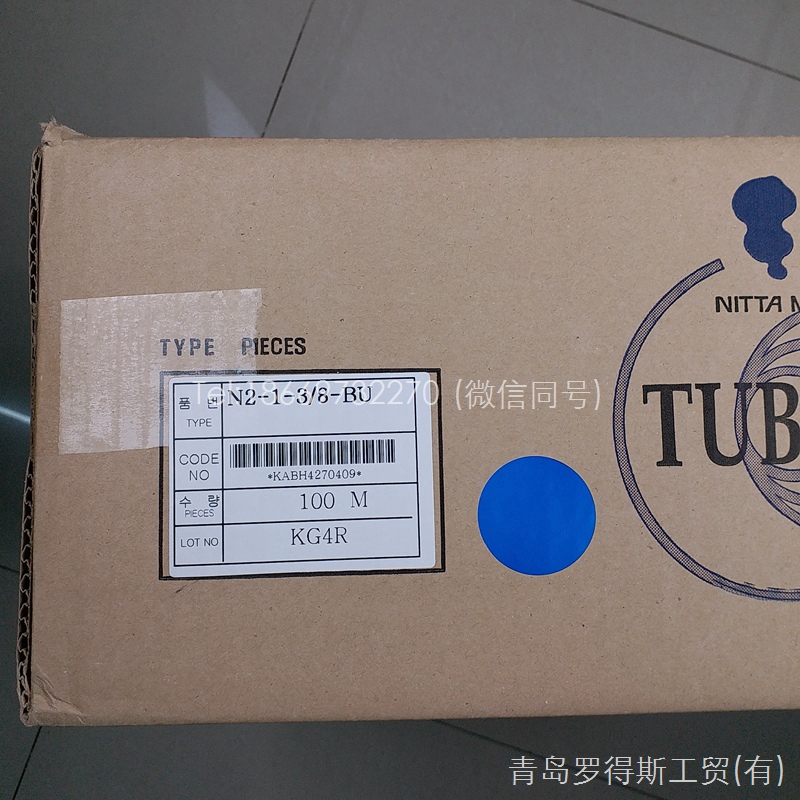 NITTA M
TYPE PIECES
TUB
품 번 TYPE N2-1-3/8-BU
(微信同号)
CODE NO *KABH4270409*
수 량 PIECES 100 M
LOT NO KG4R
青岛罗得斯工贸(有)